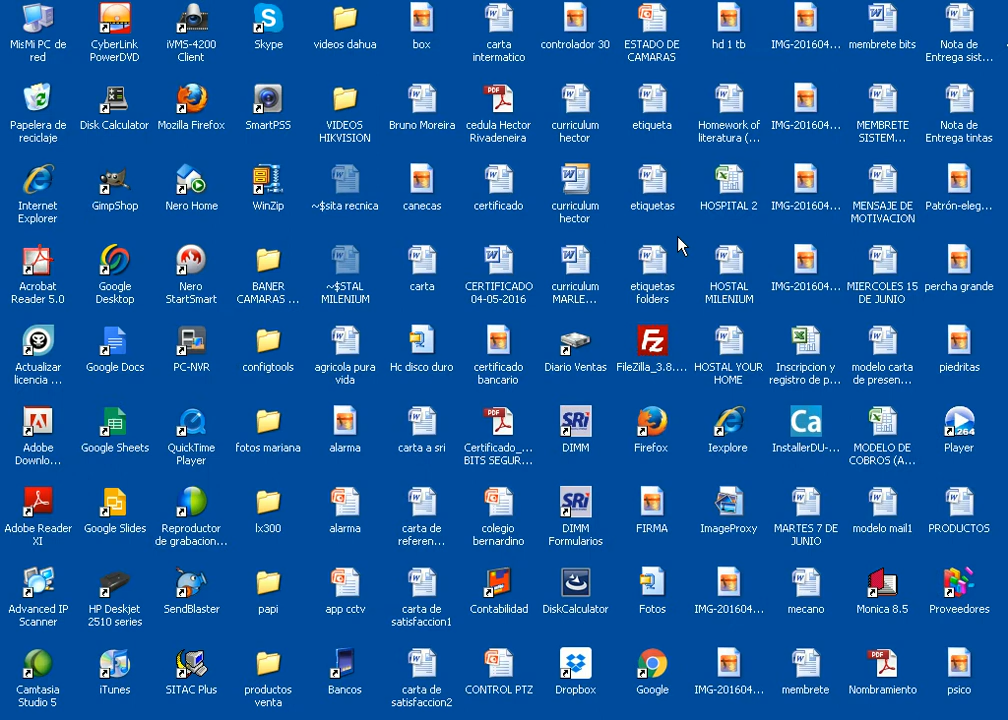 MisMi PC de
red
CyberLink
PowerDVD
iVMS-4200
Client
Skype
videos dahua
box
carta
intermatico
controlador 30
ESTADO DE
CAMARAS
hd 1 tb
IMG-201604...
membrete bits
Nota de
Entrega sist...
Papelera de
reciclaje
Disk Calculator
Mozilla Firefox
SmartPSS
VIDEOS
HIKVISION
Bruno Moreira
cedula Hector
Rivadeneira
curriculum
hector
etiqueta
Homework of
literatura (...
IMG-201604...
MEMBRETE
SISTEM...
Nota de
Entrega tintas
Internet
Explorer
GimpShop
Nero Home
WinZip
~$sita recnica
canecas
certificado
curriculum
hector
etiquetas
HOSPITAL 2
IMG-201604...
MENSAJE DE
MOTIVACION
Patrón-eleg...
Acrobat
Reader 5.0
Google
Desktop
Nero
StartSmart
BANER
CAMARAS ...
~$STAL
MILENIUM
carta
CERTIFICADO
04-05-2016
curriculum
MARLE...
etiquetas
folders
HOSTAL
MILENIUM
IMG-201604...
MIERCOLES 15
DE JUNIO
percha grande
Actualizar
licencia ...
Google Docs
PC-NVR
configtools
agricola pura
vida
Hc disco duro
certificado
bancario
Diario Ventas
FileZilla_3.8....
HOSTAL YOUR
HOME
Inscripcion y
registro de p...
modelo carta
de presen...
piedritas
Adobe
Downlo...
Google Sheets
QuickTime
Player
fotos mariana
alarma
carta a sri
Certificado_...
BITS SEGUR...
DIMM
Firefox
Iexplore
InstallerDU-...
MODELO DE
COBROS (A...
Player
Adobe Reader
XI
Google Slides
Reproductor
de grabacion...
lx300
alarma
carta de
referen...
colegio
bernardino
DIMM
Formularios
FIRMA
ImageProxy
MARTES 7 DE
JUNIO
modelo mail1
PRODUCTOS
Advanced IP
Scanner
HP Deskjet
2510 series
SendBlaster
papi
app cctv
carta de
satisfaccion1
Contabilidad
DiskCalculator
Fotos
IMG-201604...
mecano
Monica 8.5
Proveedores
Camtasia
Studio 5
iTunes
SITAC Plus
productos
venta
Bancos
carta de
satisfaccion2
CONTROL PTZ
Dropbox
Google
IMG-201604...
membrete
Nombramiento
psico